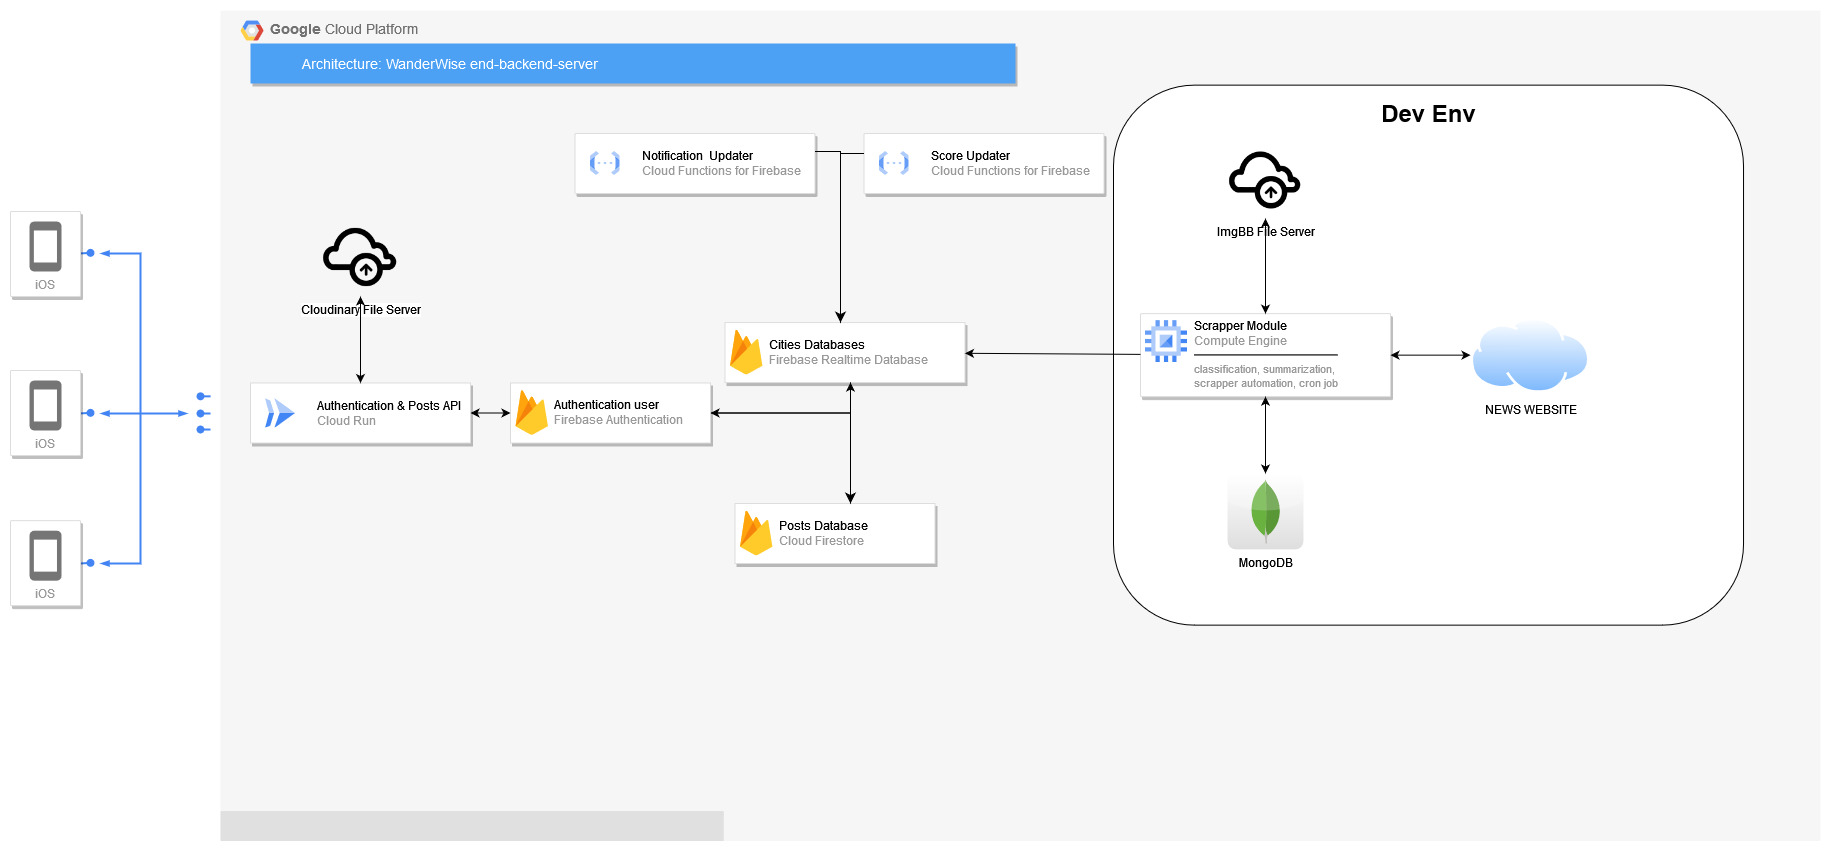 Google Cloud Platform
Architecture: WanderWise end-backend-server
Dev Env
Notification  Updater
Cloud Functions for Firebase
Score Updater
Cloud Functions for Firebase
ImgBB File Server
iOS
Cloudinary File Server
Cities Databases
Firebase Realtime Database
Scrapper Module
Compute Engine
classification, summarization,
scrapper automation, cron job
NEWS WEBSITE
iOS
Authentication & Posts API
Cloud Run
Authentication user
Firebase Authentication
Posts Database
Cloud Firestore
MongoDB
iOS